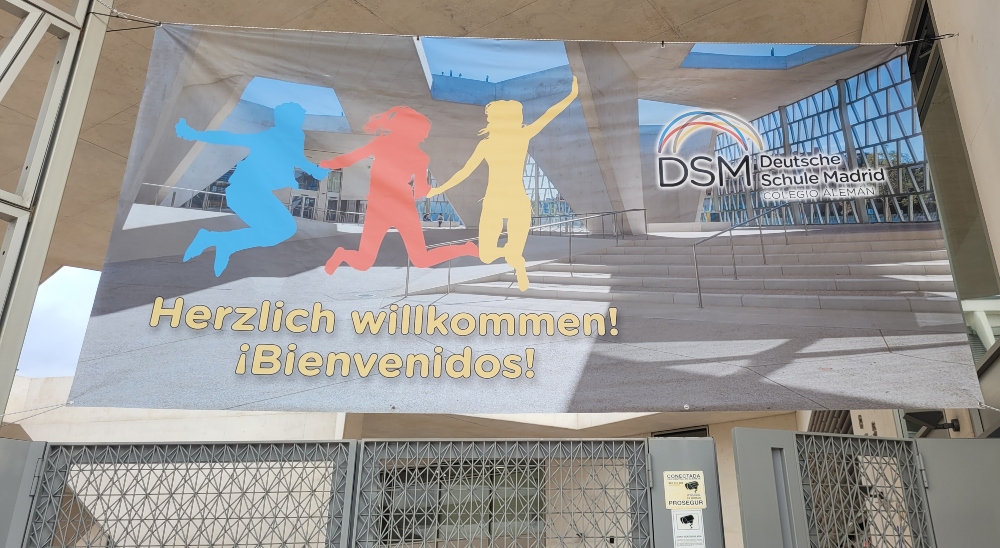 DSM
Deutsche
Schule Madrid
COLEGIO ALEMÁN
Herzlich willkommen!
¡Bienvenidos!
CONECTADA
PROSEGUR